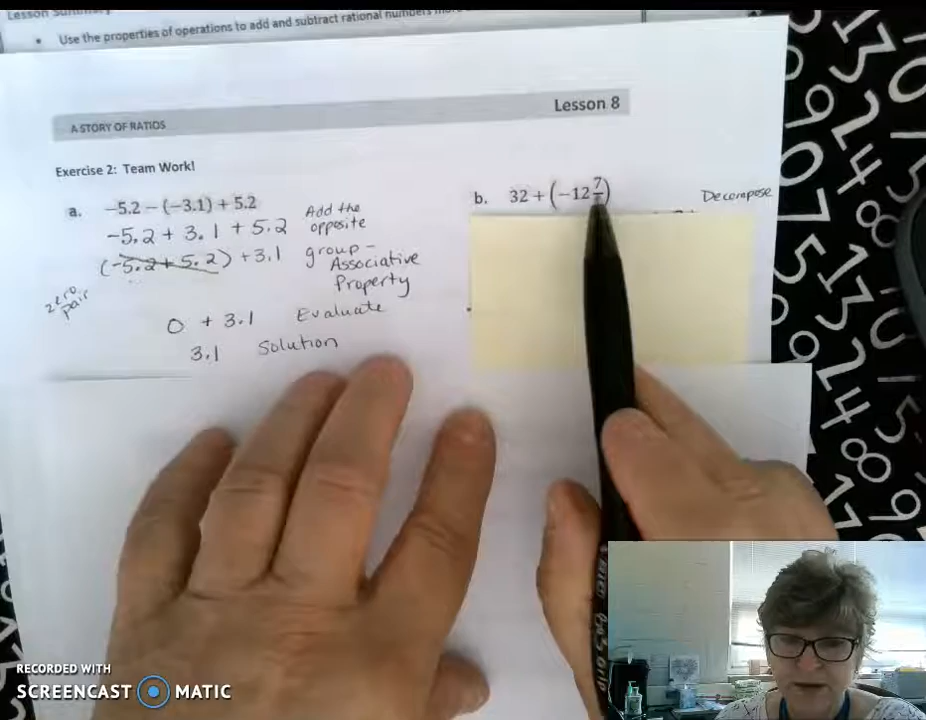 Lesson Summary
• Use the properties of operations to add and subtract rational numbers
A STORY OF RATIOS
Lesson 8
Exercise 2: Team Work!
a. −5.2 − (−3.1) + 5.2
-5.2 + 3.1 + 5.2 Add the opposite
(-5.2 + 5.2) + 3.1 group - Associative Property
zero pair
0 + 3.1 Evaluate
3.1 Solution
b. 32 + (−12 7/
Decompose
RECORDED WITH
SCREENCAST MATIC